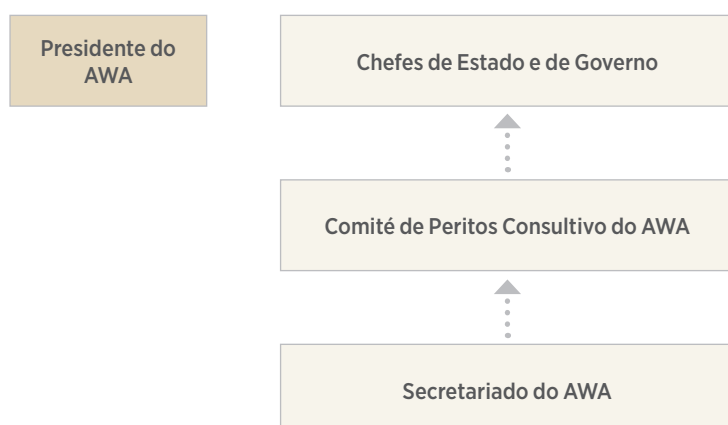 Presidente do
AWA
Chefes de Estado e de Governo
Comité de Peritos Consultivo do AWA
Secretariado do AWA